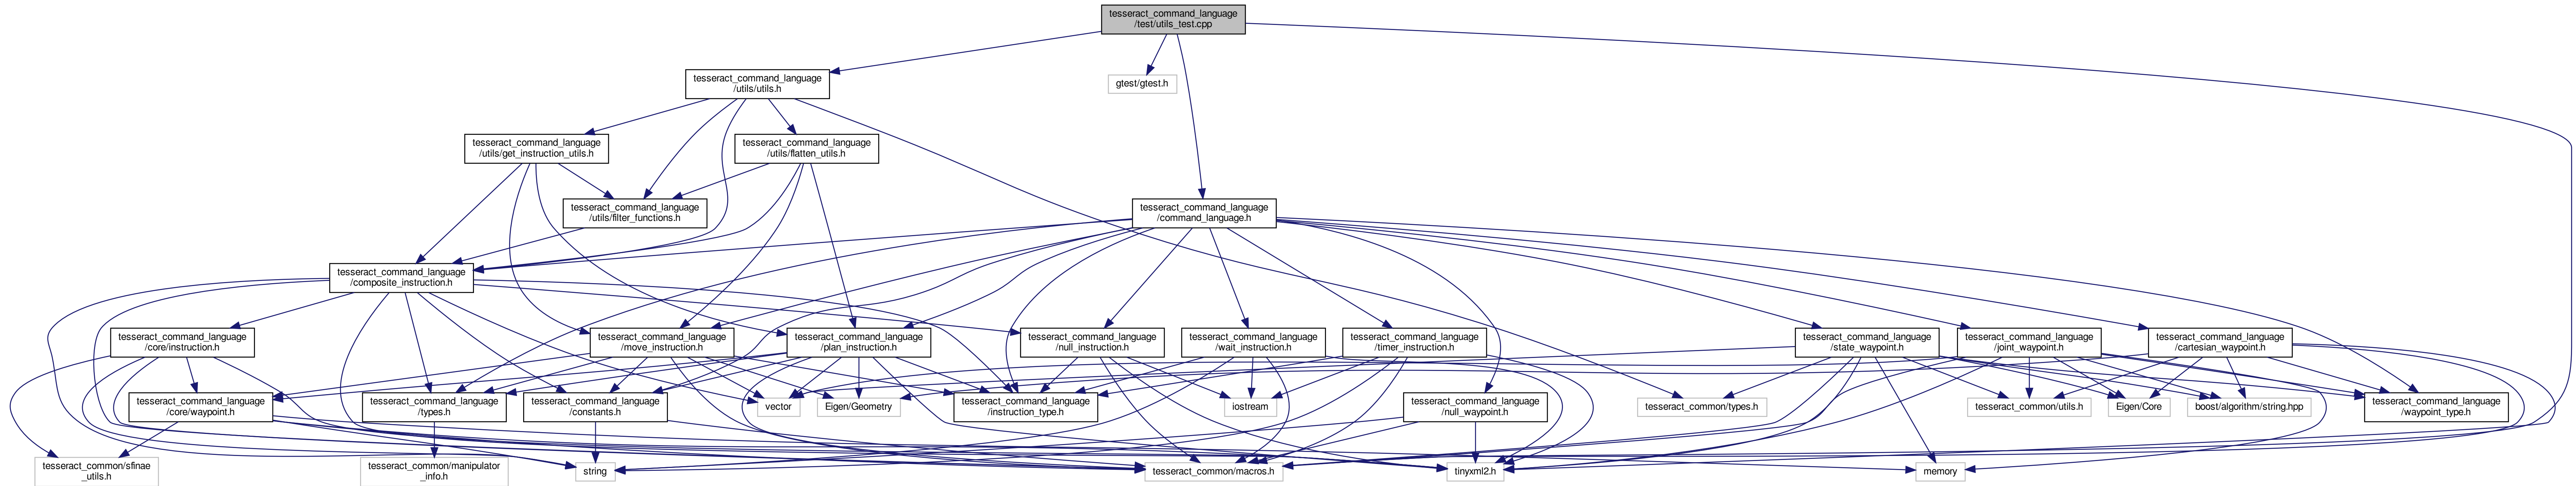 tesseract_command_language
/test/utils_test.cpp
tesseract_command_language
/utils/utils.h
gtest/gtest.h
tesseract_command_language
/utils/get_instruction_utils.h
tesseract_command_language
/utils/flatten_utils.h
tesseract_command_language
/utils/filter_functions.h
tesseract_command_language
/command_language.h
tesseract_command_language
/composite_instruction.h
tesseract_command_language
/core/instruction.h
tesseract_command_language
/move_instruction.h
tesseract_command_language
/plan_instruction.h
tesseract_command_language
/null_instruction.h
tesseract_command_language
/wait_instruction.h
tesseract_command_language
/timer_instruction.h
tesseract_command_language
/state_waypoint.h
tesseract_command_language
/joint_waypoint.h
tesseract_command_language
/cartesian_waypoint.h
tesseract_command_language
/core/waypoint.h
tesseract_command_language
/types.h
tesseract_command_language
/constants.h
vector
Eigen/Geometry
tesseract_command_language
/instruction_type.h
iostream
tesseract_command_language
/null_waypoint.h
tesseract_common/types.h
tesseract_common/utils.h
Eigen/Core
boost/algorithm/string.hpp
tesseract_command_language
/waypoint_type.h
tesseract_common/sfinae
_utils.h
tesseract_common/manipulator
_info.h
string
tesseract_common/macros.h
tinyxml2.h
memory